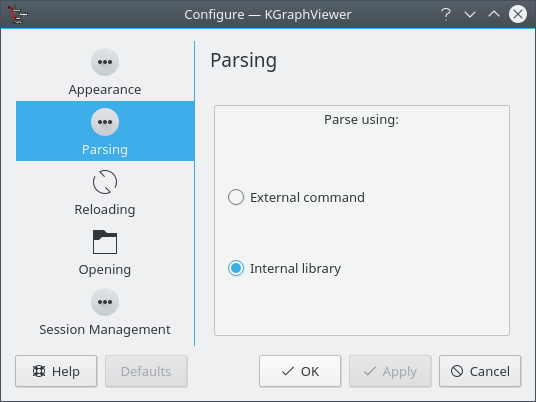 Configure — KGraphViewer
Appearance
Parsing
Reloading
Opening
Session Management
Parsing
Parse using:
External command
Internal library
Help
Defaults
OK
Apply
Cancel